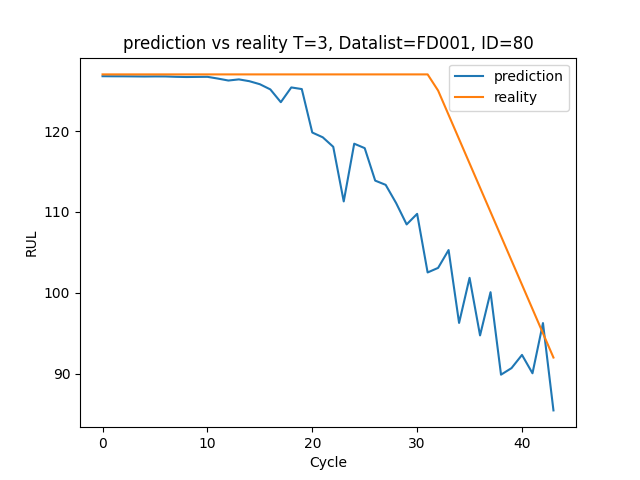 prediction vs reality T=3, Datalist=FD001, ID=80
prediction
reality
120
110
100
90
RUL
0 10 20 30 40
Cycle